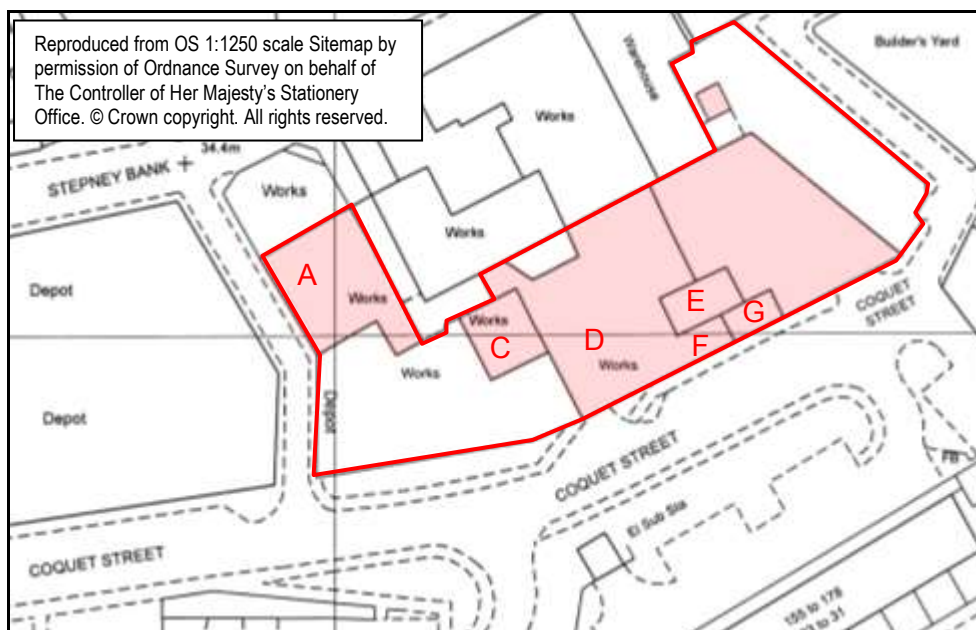 Reproduced from OS 1:1250 scale Sitemap by
permission of Ordnance Survey on behalf of
The Controller of Her Majesty's Stationery
Office. © Crown copyright. All rights reserved.
Builder's Yard
Warehouse
Works
34.4m
STEPNEY BANK
Works
Works
A
Works
Depot
E
G
COQUET
STREET
Works
C
D
F
Works
Works
Depot
Depot
COQUET STREET
FB
El Sub Sta
COQUET STREET
155 to 178
to 31